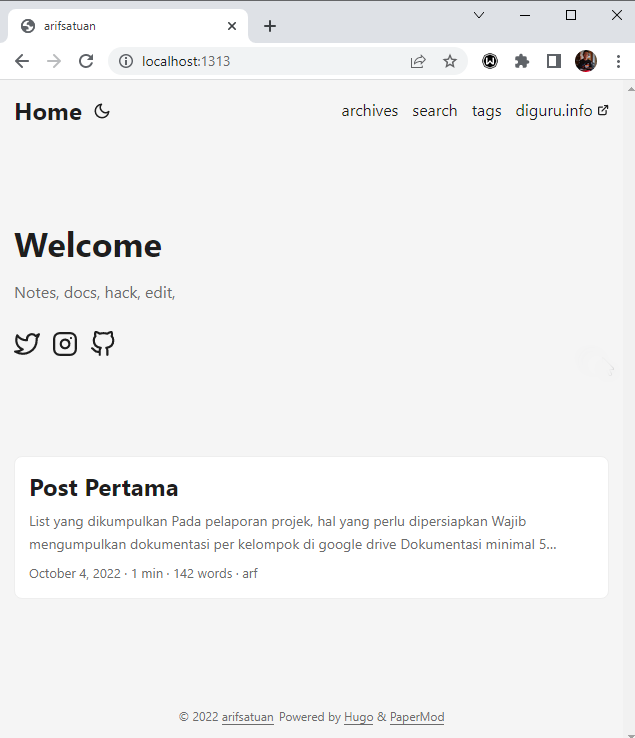 arifsatuan
localhost:1313
Home
archives search tags diguru.info
Welcome
Notes, docs, hack, edit,
Post Pertama
List yang dikumpulkan Pada pelaporan projek, hal yang perlu dipersiapkan Wajib
mengumpulkan dokumentasi per kelompok di google drive Dokumentasi minimal 5...
October 4, 2022 · 1 min · 142 words · arf
© 2022 arifsatuan Powered by Hugo & PaperMod